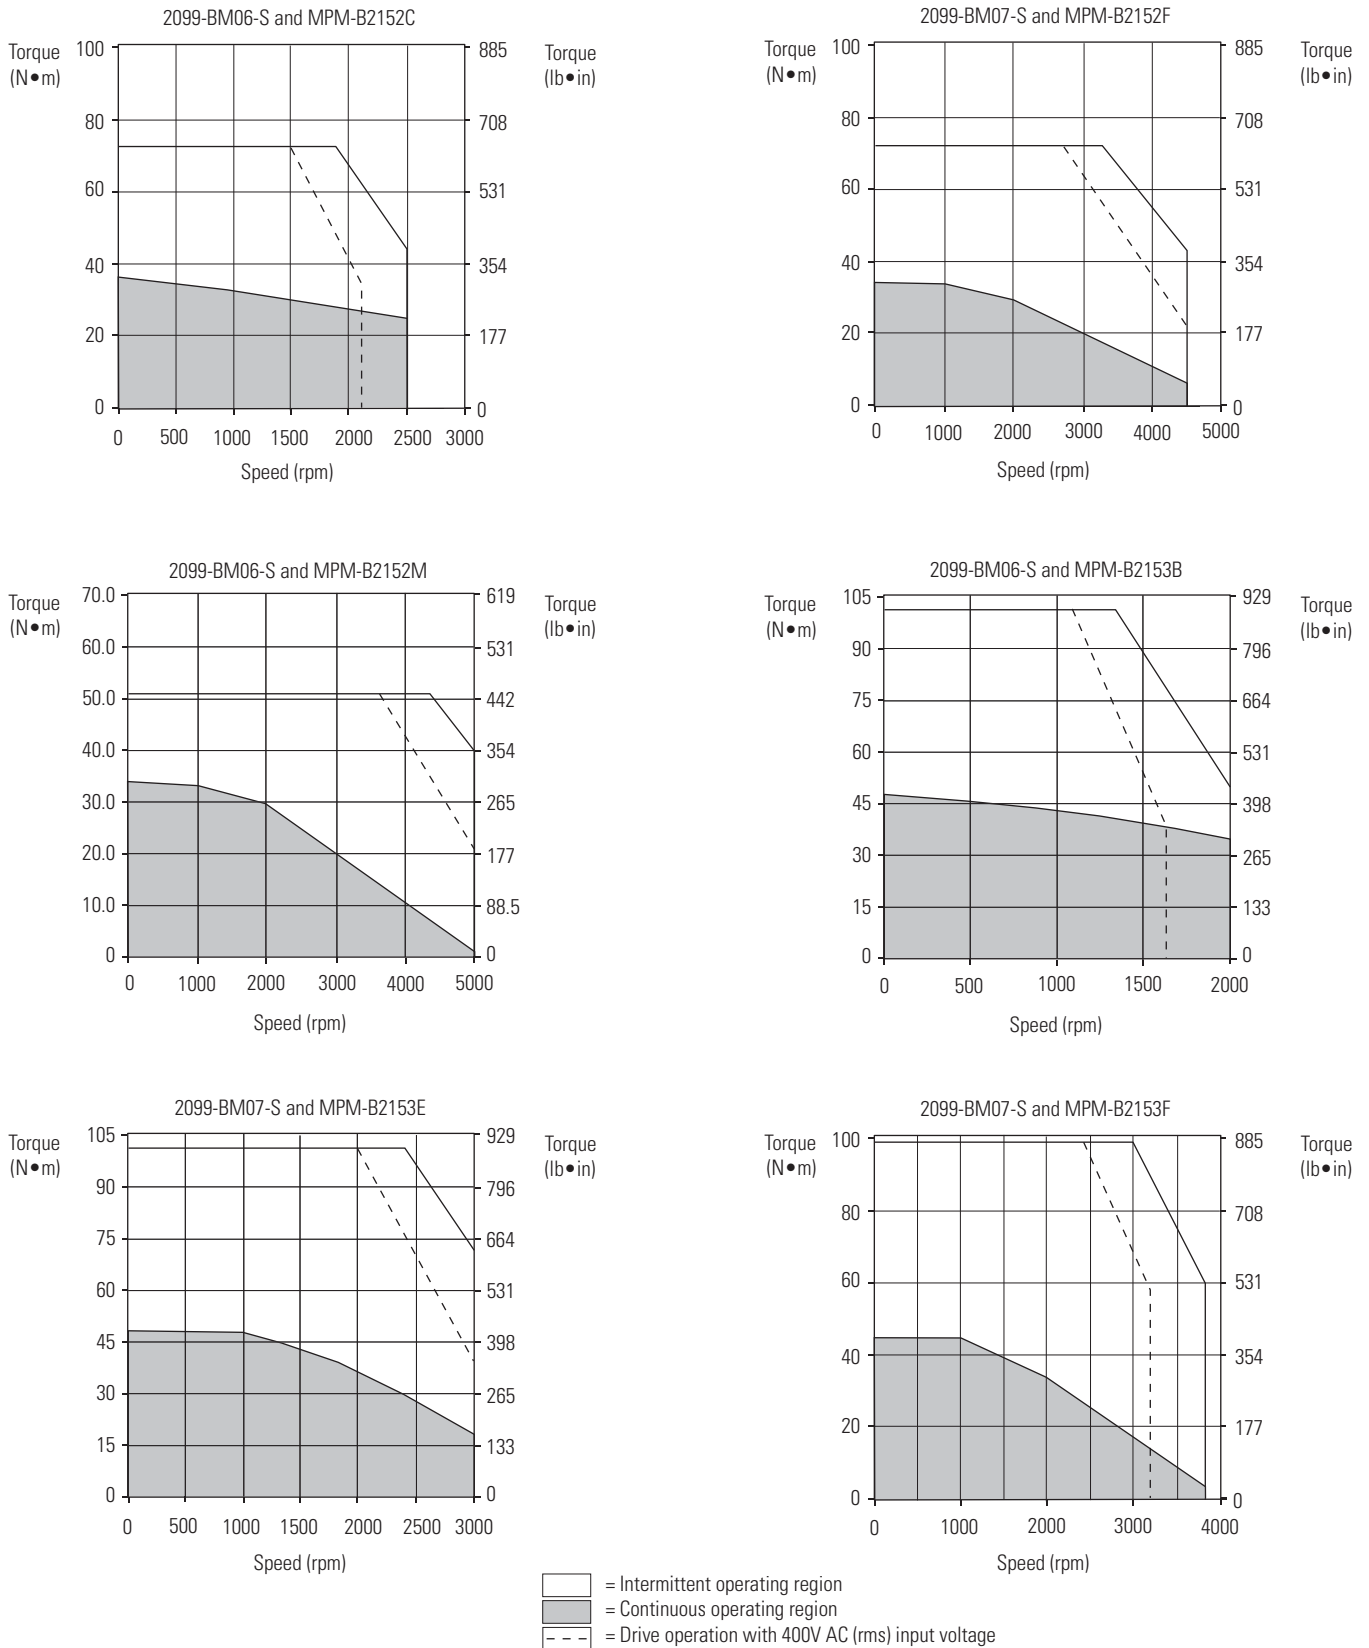 2099-BM06-S and MPM-B2152C
Torque
(N•m)
100
80
60
40
20
0
885
708
531
354
177
0
Torque
(lb•in)
0 500 1000 1500 2000 2500 3000
Speed (rpm)
2099-BM07-S and MPM-B2152F
Torque
(N•m)
100
80
60
40
20
0
885
708
531
354
177
0
Torque
(lb•in)
0 1000 2000 3000 4000 5000
Speed (rpm)
2099-BM06-S and MPM-B2152M
Torque
(N•m)
70.0
60.0
50.0
40.0
30.0
20.0
10.0
0
619
531
442
354
265
177
88.5
0
Torque
(lb•in)
0 1000 2000 3000 4000 5000
Speed (rpm)
2099-BM06-S and MPM-B2153B
Torque
(N•m)
105
90
75
60
45
30
15
0
929
796
664
531
398
265
133
0
Torque
(lb•in)
0 500 1000 1500 2000
Speed (rpm)
2099-BM07-S and MPM-B2153E
Torque
(N•m)
105
90
75
60
45
30
15
0
929
796
664
531
398
265
133
0
Torque
(lb•in)
0 500 1000 1500 2000 2500 3000
Speed (rpm)
2099-BM07-S and MPM-B2153F
Torque
(N•m)
100
80
60
40
20
0
885
708
531
354
177
0
Torque
(lb•in)
0 1000 2000 3000 4000
Speed (rpm)
= Intermittent operating region
= Continuous operating region
= Drive operation with 400V AC (rms) input voltage